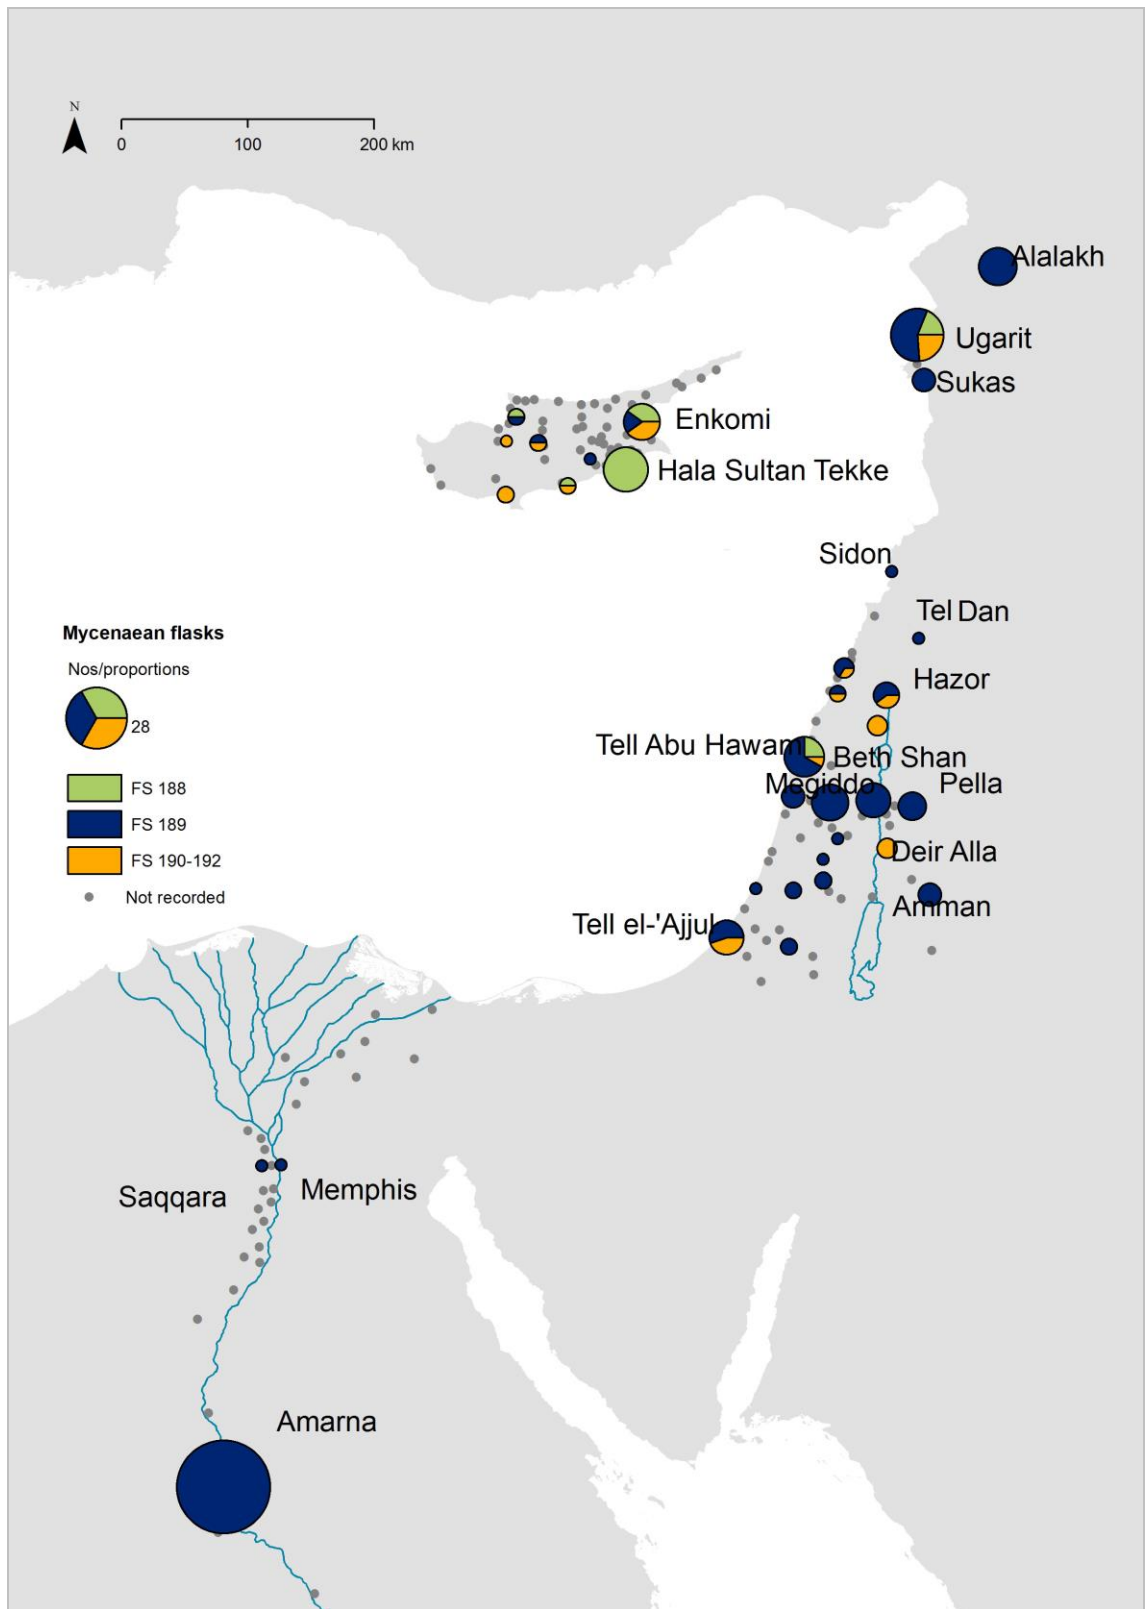 N
0 100 200 km
Alalakh
Ugarit
Sukas
Enkomi
Hala Sultan Tekke
Sidon
Tel Dan
Mycenaean flasks
Nos/proportions
28
Hazor
Tell Abu Hawam
Beth Shan
Megiddo
Pella
FS 188
FS 189
FS 190-192
Not recorded
Deir Alla
Amman
Tell el-'Ajjul
Saqqara
Memphis
Amarna